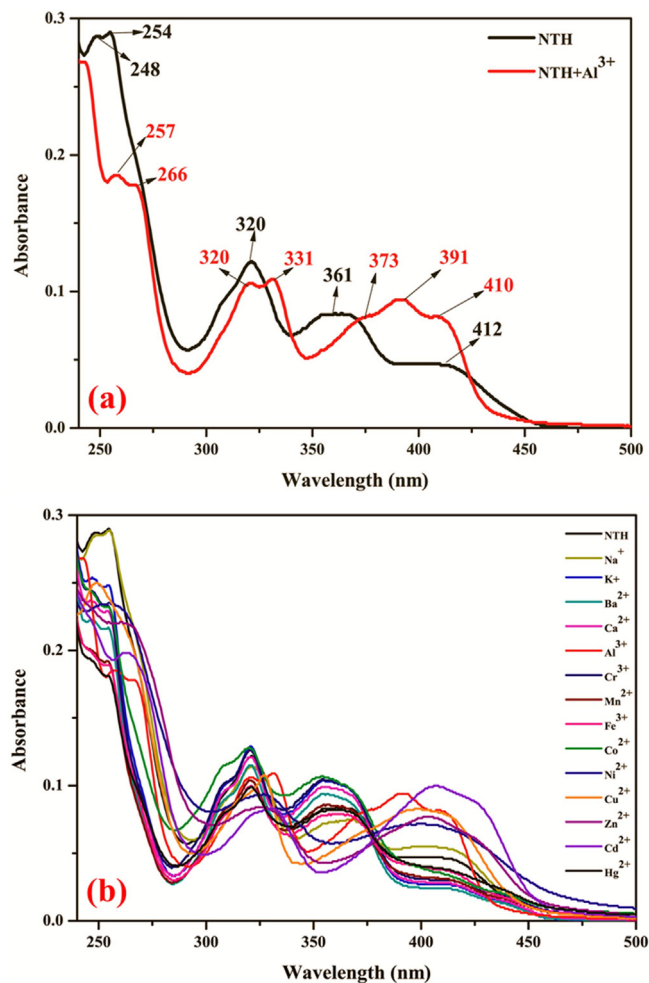 0.3
0.2
0.1
0.0
Absorbance
254
248
257
266
320
320
331
361
373
391
410
412
NTH
NTH+Al3+
(a)
250 300 350 400 450 500
Wavelength (nm)
0.3
0.2
0.1
0.0
Absorbance
NTH
Na+
K+
Ba2+
Ca2+
Al3+
Cr3+
Mn2+
Fe3+
Co2+
Ni2+
Cu2+
Zn2+
Cd2+
Hg2+
(b)
250 300 350 400 450 500
Wavelength (nm)